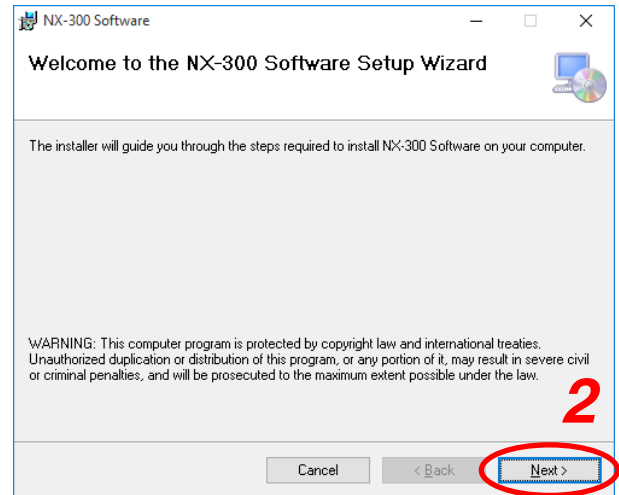 NX-300 Software
Welcome to the NX-300 Software Setup Wizard
The installer will guide you through the steps required to install NX-300 Software on your computer.
WARNING: This computer program is protected by copyright law and international treaties.
Unauthorized duplication or distribution of this program, or any portion of it, may result in severe civil
or criminal penalties, and will be prosecuted to the maximum extent possible under the law.
2
Cancel
< Back
Next >